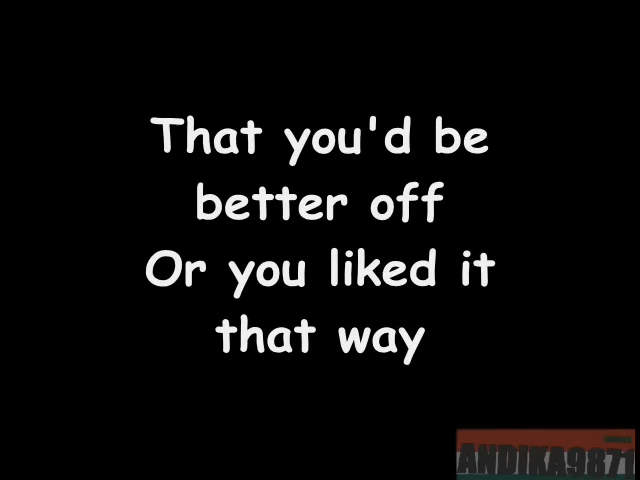 That you'd be
better off
Or you liked it
that way
ANDIKA9871